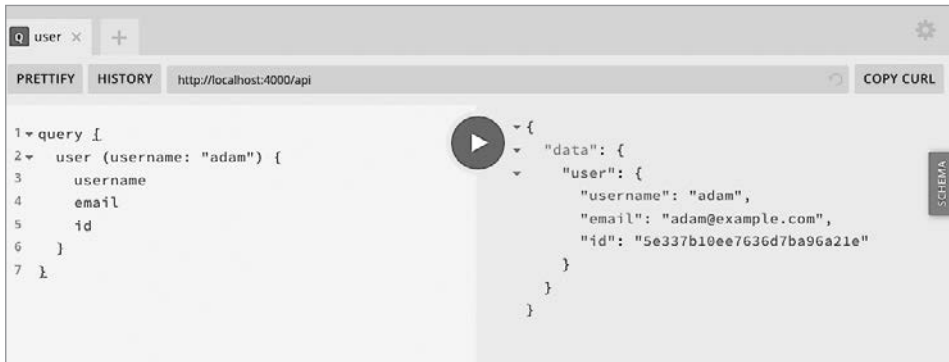 Q user ×
PRETTIFY HISTORY http://localhost:4000/api COPY CURL
1 query {
2 user (username: "adam") {
3 username
4 email
5 id
6 }
7 }
{
"data": {
"user": {
"username": "adam",
"email": "adam@example.com",
"id": "5e337b10ee7636d7ba96a21e"
}
}
}
SCHEMA